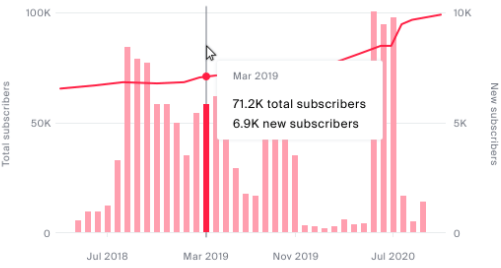 100K
10K
Mar 2019
71.2K total subscribers
6.9K new subscribers
Total subscribers
New subscribers
50K
5K
0
0
Jul 2018
Mar 2019
Nov 2019
Jul 2020